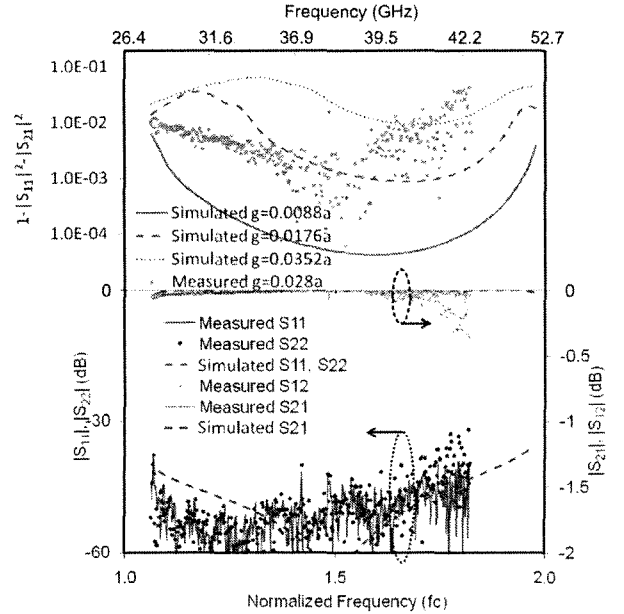 Frequency (GHz)
26.4 31.6 36.9 39.5 42.2 52.7
1.0E-01
1.0E-02
1.0E-03
1.0E-04
1- |S11|²-|S21|²
Simulated g=0.0088a
Simulated g=0.0176a
Simulated g=0.0352a
Measured g=0.028a
0
-30
-60
|S11|, |S22| (dB)
Measured S11
Measured S22
Simulated S11, S22
Measured S12
Measured S21
Simulated S21
0
-0.5
-1
-1.5
-2
|S21|, |S12| (dB)
1.0 1.5 2.0
Normalized Frequency (fc)